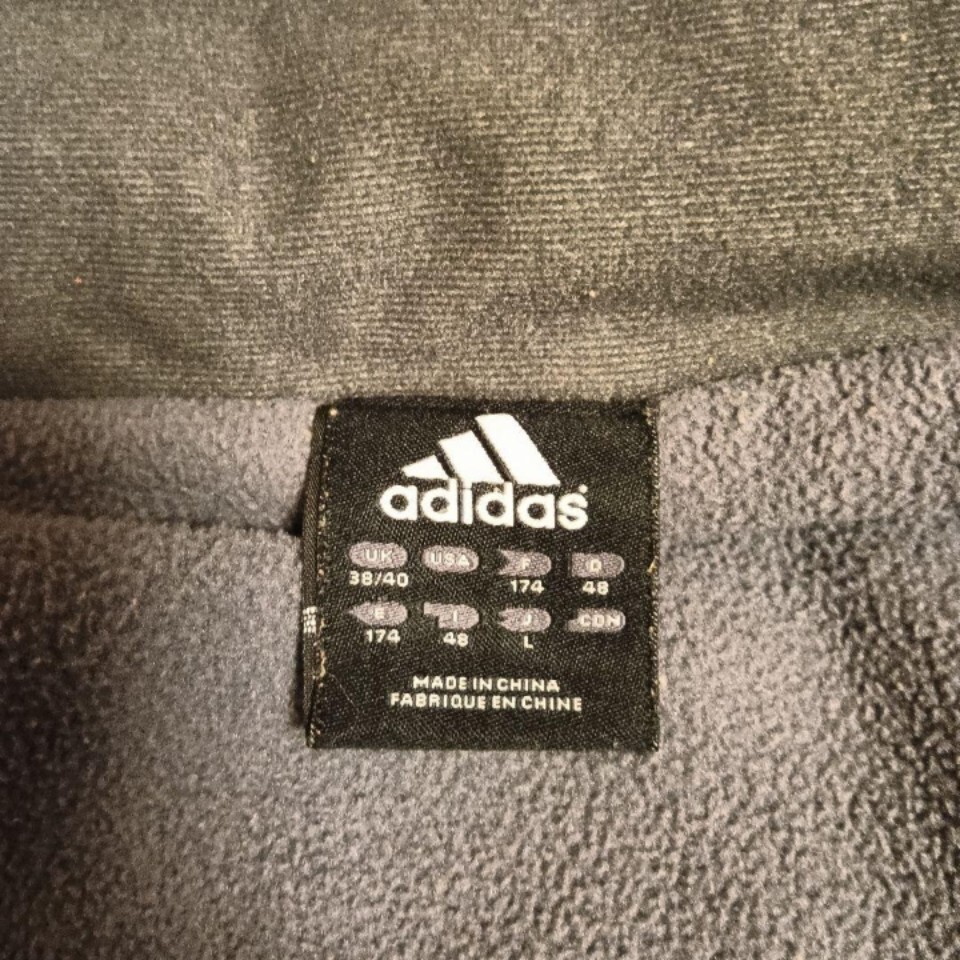 adidas
UK USA F D
38/40 174 48
E I J CDN
174 48 L
MADE IN CHINA
FABRIQUE EN CHINE